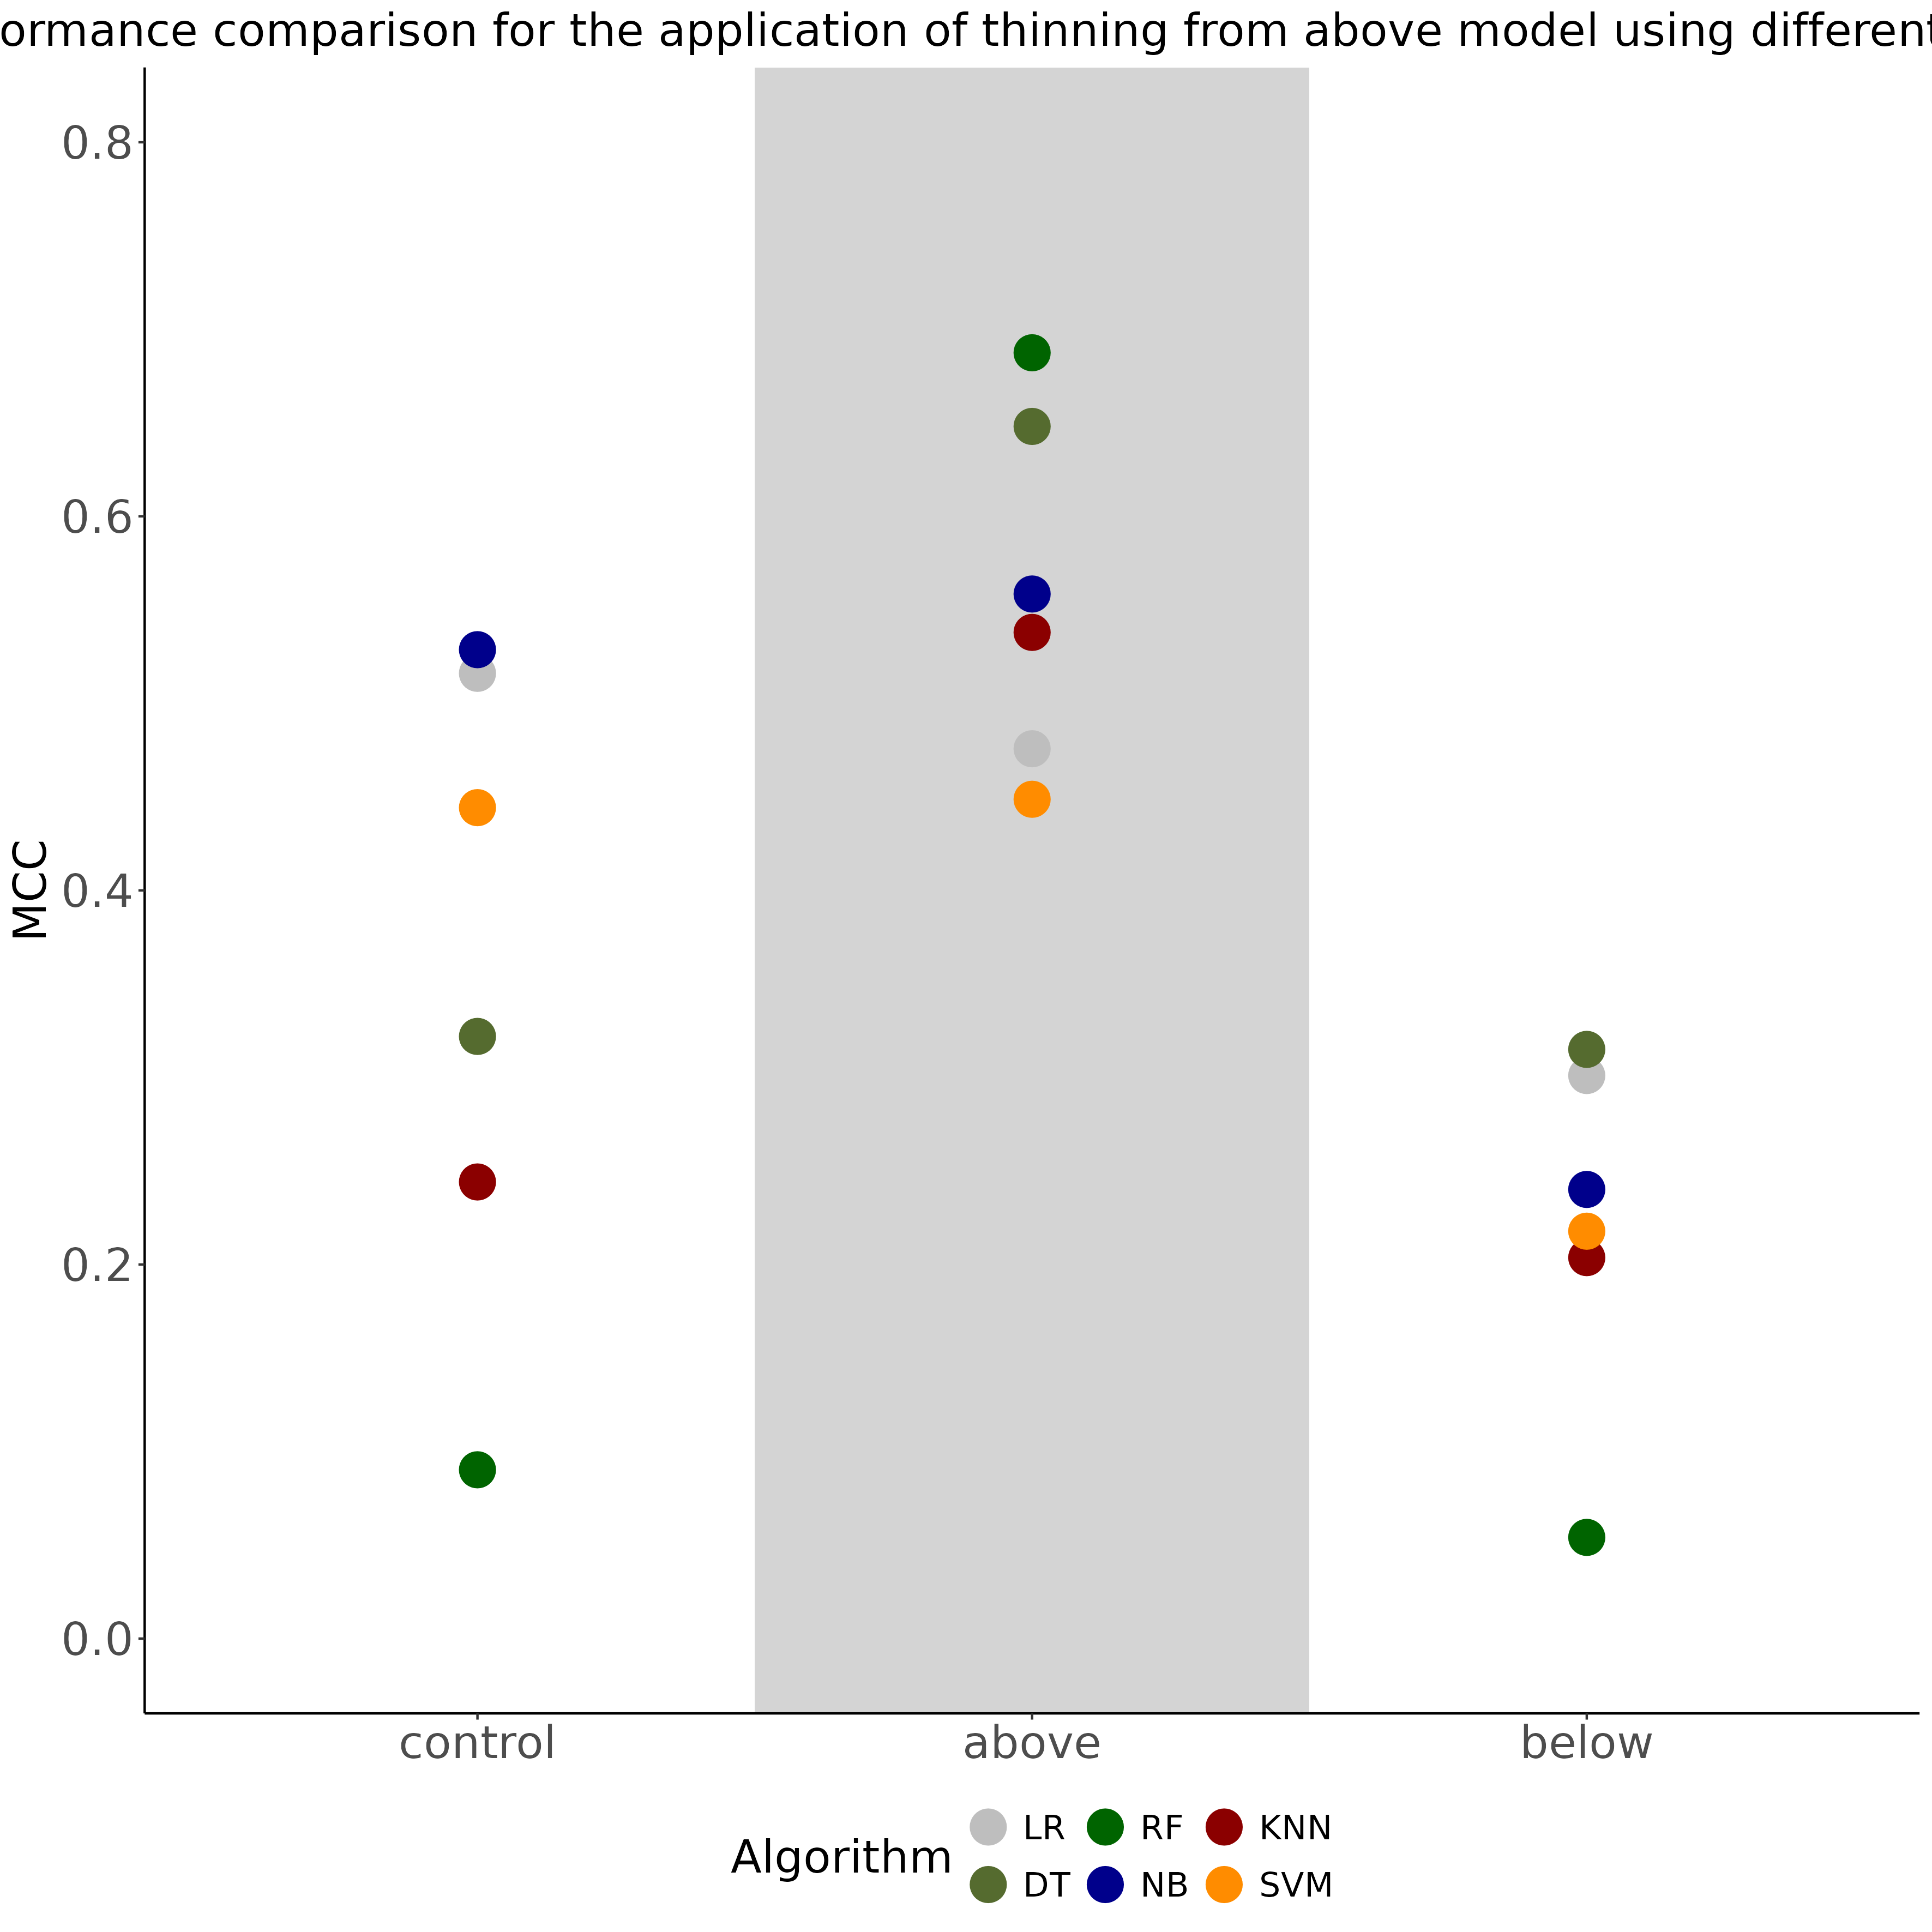 ormance comparison for the application of thinning from above model using different
0.8
0.6
0.4
0.2
0.0
MCC
control above below
Algorithm
LR RF KNN
DT NB SVM